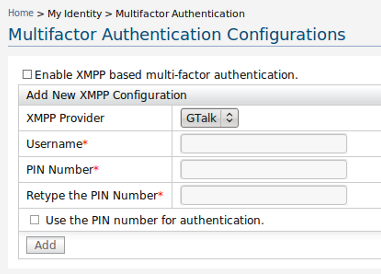 Home > My Identity > Multifactor Authentication
Multifactor Authentication Configurations
Enable XMPP based multi-factor authentication.
Add New XMPP Configuration
XMPP Provider GTalk
Username*
PIN Number*
Retype the PIN Number*
Use the PIN number for authentication.
Add